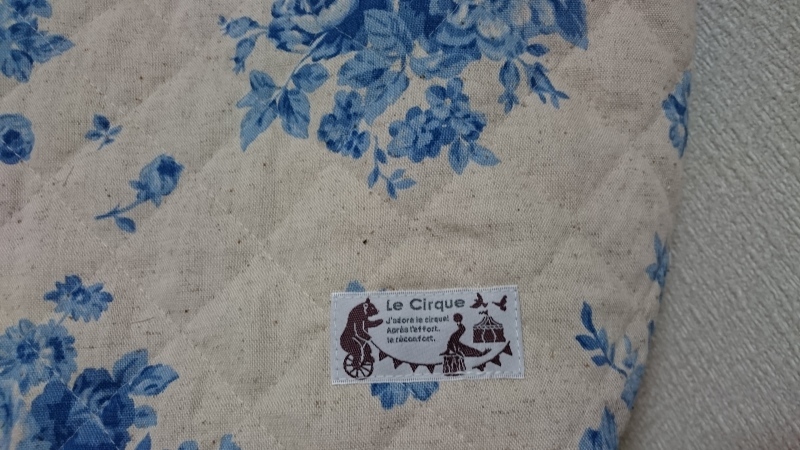 Le Cirque
J'adore le cirque!
Après l'effort,
le réconfort.